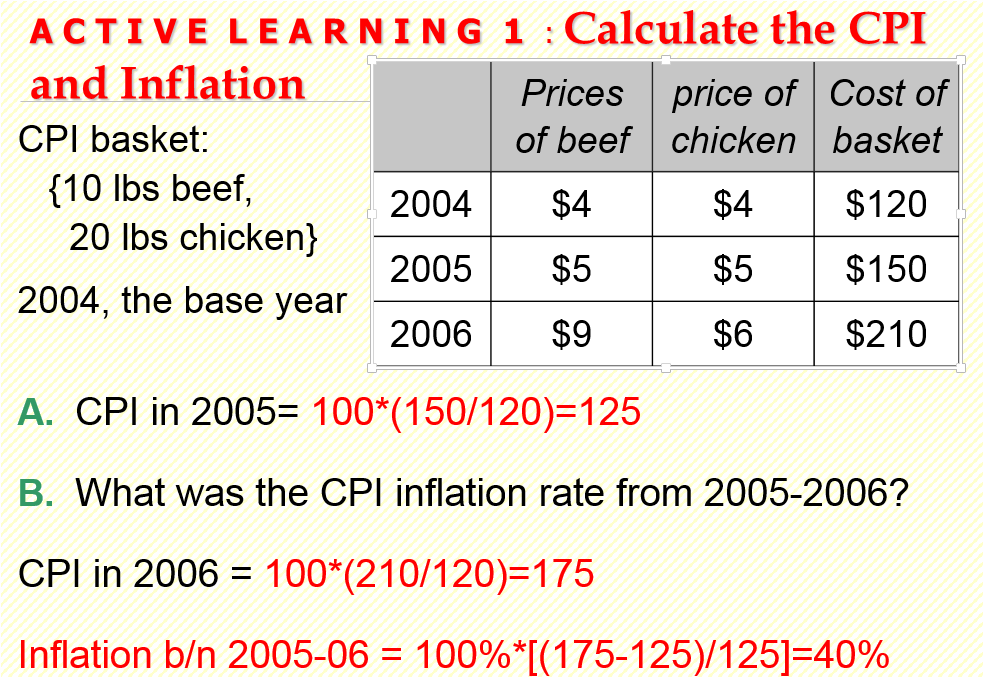 ACTIVE LEARNING 1 : Calculate the CPI
and Inflation
CPI basket:
{10 lbs beef,
20 lbs chicken}
2004, the base year
Prices of beef price of chicken Cost of basket
2004 $4 $4 $120
2005 $5 $5 $150
2006 $9 $6 $210
A. CPI in 2005= 100*(150/120)=125
B. What was the CPI inflation rate from 2005-2006?
CPI in 2006 = 100*(210/120)=175
Inflation b/n 2005-06 = 100%*[(175-125)/125]=40%